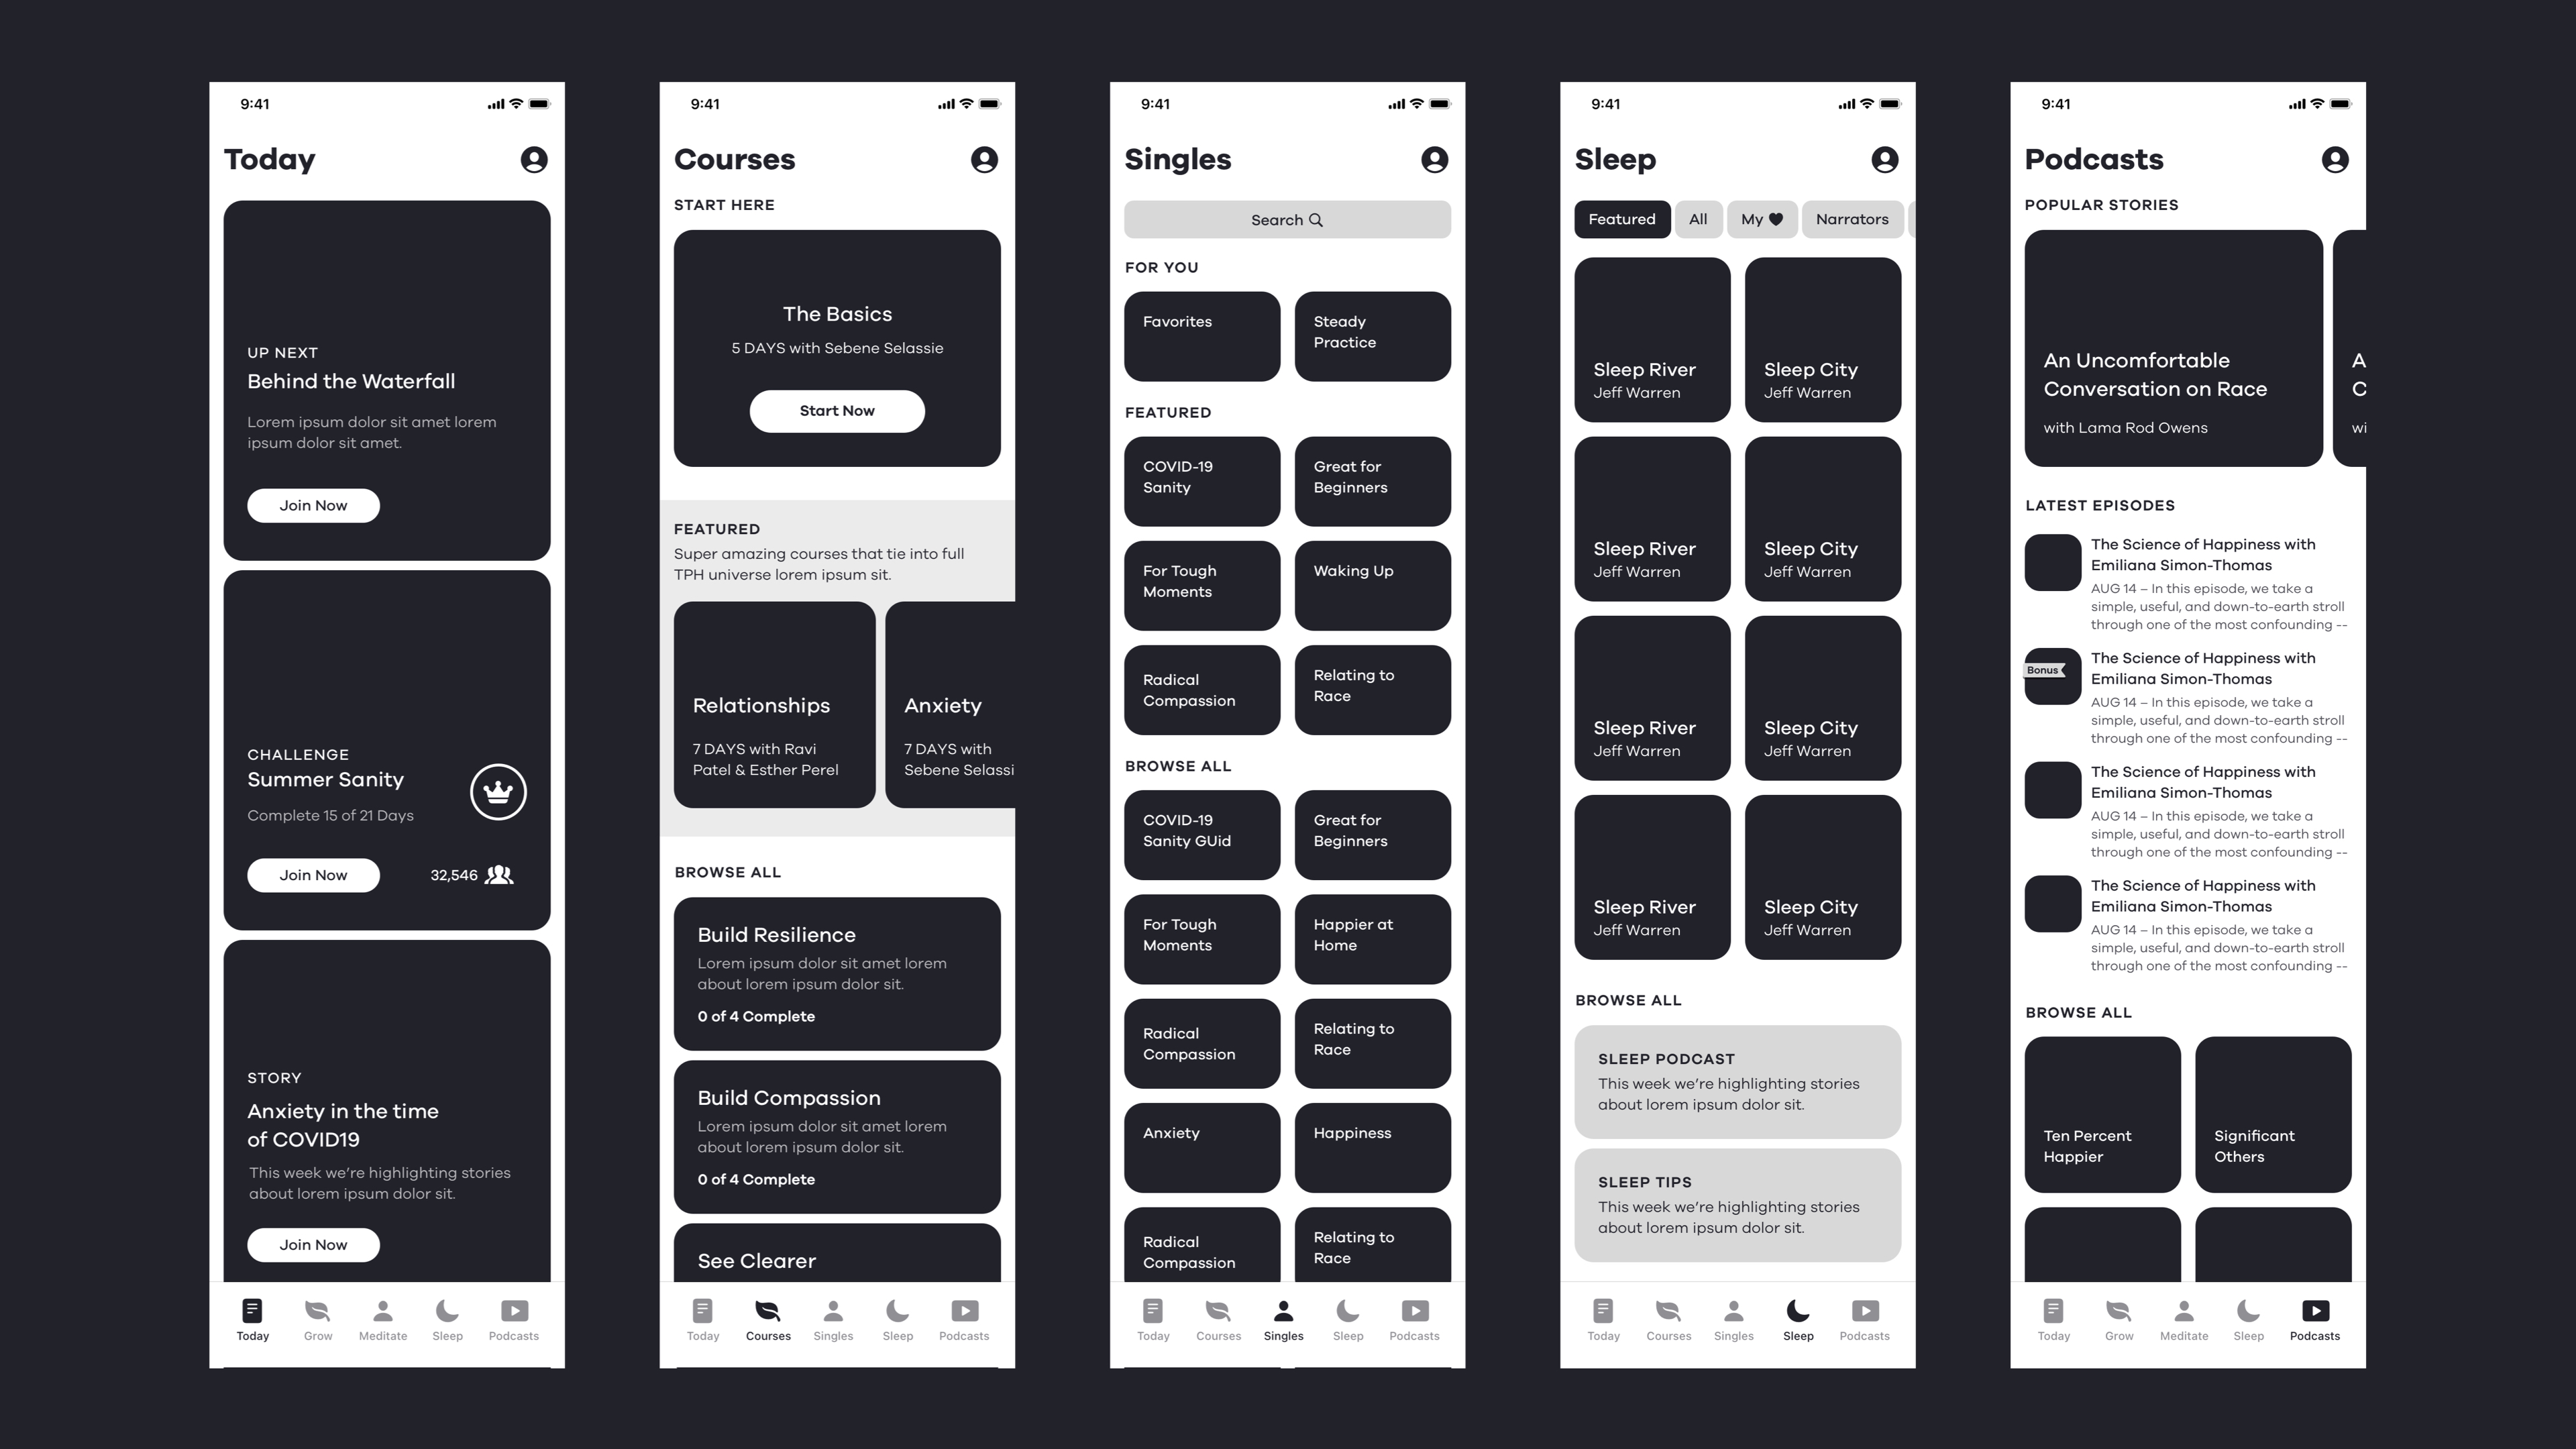 9:41
Today
UP NEXT
Behind the Waterfall
Lorem ipsum dolor sit amet lorem
ipsum dolor sit amet.
Join Now
CHALLENGE
Summer Sanity
Complete 15 of 21 Days
Join Now
32,546
STORY
Anxiety in the time
of COVID19
This week we’re highlighting stories
about lorem ipsum dolor sit.
Join Now
Today
Grow
Meditate
Sleep
Podcasts
9:41
Courses
START HERE
The Basics
5 DAYS with Sebene Selassie
Start Now
FEATURED
Super amazing courses that tie into full
TPH universe lorem ipsum sit.
Relationships
7 DAYS with Ravi
Patel & Esther Perel
Anxiety
7 DAYS with
Sebene Selassi
BROWSE ALL
Build Resilience
Lorem ipsum dolor sit amet lorem
about lorem ipsum dolor sit.
0 of 4 Complete
Build Compassion
Lorem ipsum dolor sit amet lorem
about lorem ipsum dolor sit.
0 of 4 Complete
See Clearer
Today
Courses
Singles
Sleep
Podcasts
9:41
Singles
Search
FOR YOU
Favorites
Steady
Practice
FEATURED
COVID-19
Sanity
Great for
Beginners
For Tough
Moments
Waking Up
Radical
Compassion
Relating to
Race
BROWSE ALL
COVID-19
Sanity GUid
Great for
Beginners
For Tough
Moments
Happier at
Home
Radical
Compassion
Relating to
Race
Anxiety
Happiness
Radical
Compassion
Relating to
Race
Today
Courses
Singles
Sleep
Podcasts
9:41
Sleep
Featured
All
My
Narrators
Sleep River
Jeff Warren
Sleep City
Jeff Warren
Sleep River
Jeff Warren
Sleep City
Jeff Warren
Sleep River
Jeff Warren
Sleep City
Jeff Warren
Sleep River
Jeff Warren
Sleep City
Jeff Warren
BROWSE ALL
SLEEP PODCAST
This week we’re highlighting stories
about lorem ipsum dolor sit.
SLEEP TIPS
This week we’re highlighting stories
about lorem ipsum dolor sit.
Today
Courses
Singles
Sleep
Podcasts
9:41
Podcasts
POPULAR STORIES
An Uncomfortable
Conversation on Race
with Lama Rod Owens
A
C
wi
LATEST EPISODES
The Science of Happiness with
Emiliana Simon-Thomas
AUG 14 – In this episode, we take a
simple, useful, and down-to-earth stroll
through one of the most confounding --
Bonus
The Science of Happiness with
Emiliana Simon-Thomas
AUG 14 – In this episode, we take a
simple, useful, and down-to-earth stroll
through one of the most confounding --
The Science of Happiness with
Emiliana Simon-Thomas
AUG 14 – In this episode, we take a
simple, useful, and down-to-earth stroll
through one of the most confounding --
The Science of Happiness with
Emiliana Simon-Thomas
AUG 14 – In this episode, we take a
simple, useful, and down-to-earth stroll
through one of the most confounding --
BROWSE ALL
Ten Percent
Happier
Significant
Others
Today
Grow
Meditate
Sleep
Podcasts